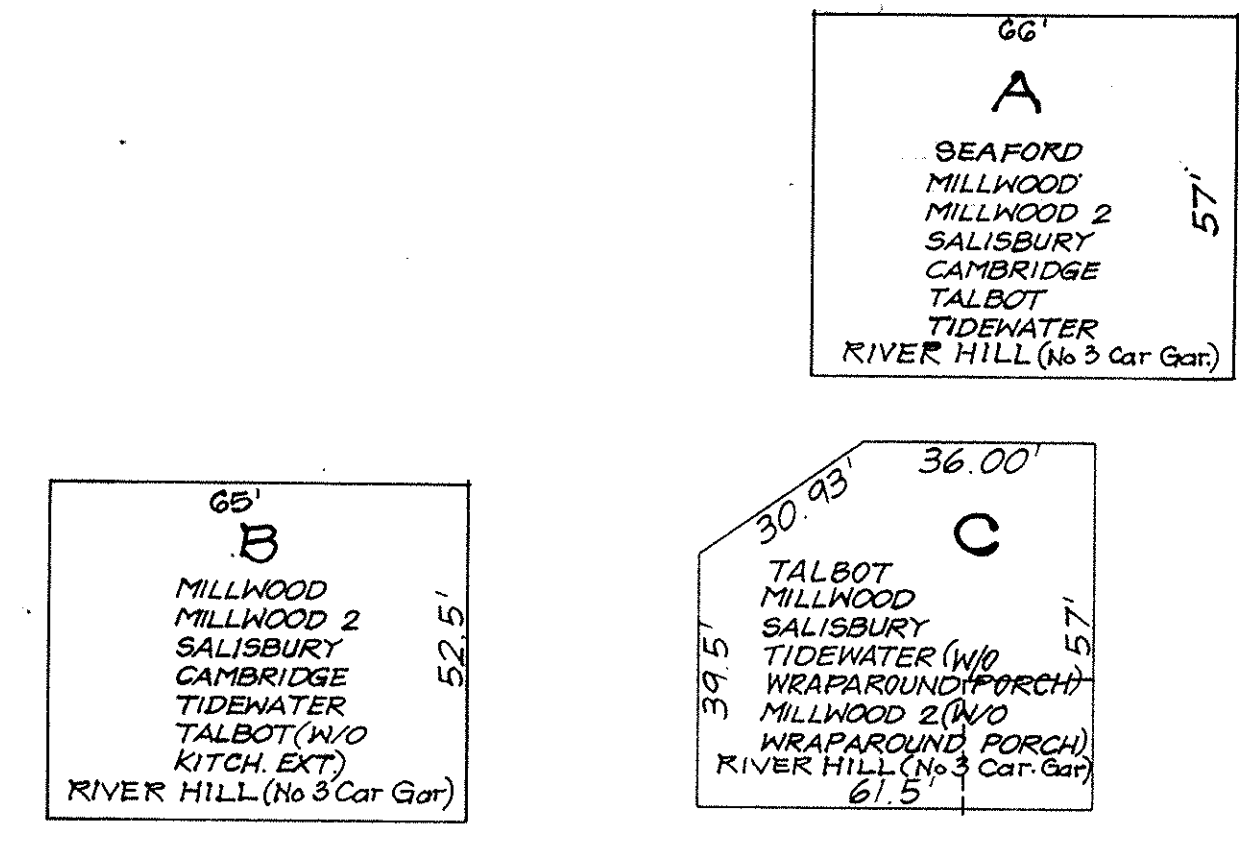 66'
A
SEAFORD
MILLWOOD
MILLWOOD 2
SALISBURY
CAMBRIDGE
TALBOT
TIDEWATER
RIVER HILL (No 3 Car Gar.)
57'
65'
B
MILLWOOD
MILLWOOD 2
SALISBURY
CAMBRIDGE
TIDEWATER
TALBOT (W/O
KITCH. EXT.)
RIVER HILL (No 3 Car Gar)
52.5'
36.00'
30.93'
C
TALBOT
MILLWOOD
SALISBURY
TIDEWATER (W/O
WRAPAROUND PORCH)
MILLWOOD 2 (W/O
WRAPAROUND PORCH)
RIVER HILL (No 3 Car. Gar)
61.5'
39.5'
57'